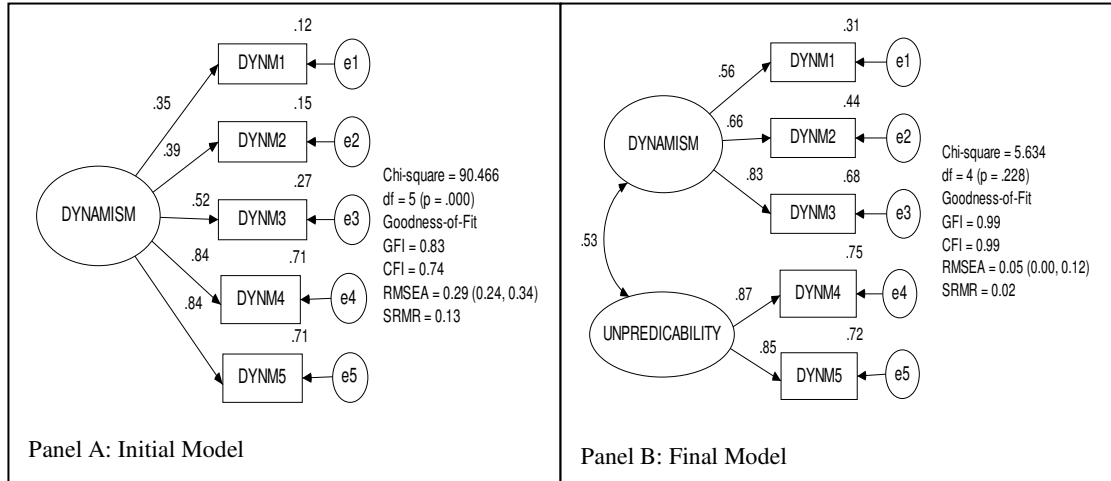 .12
DYNM1
e1
.35
.15
DYNM2
e2
.39
.27
DYNAMISM
.52
DYNM3
e3
.71
.84
DYNM4
e4
.84
.71
DYNM5
e5
Chi-square = 90.466
df = 5 (p = .000)
Goodness-of-Fit
GFI = 0.83
CFI = 0.74
RMSEA = 0.29 (0.24, 0.34)
SRMR = 0.13
Panel A: Initial Model
.31
DYNM1
e1
.56
.44
DYNAMISM
.66
DYNM2
e2
.83
.68
DYNM3
e3
.53
.75
.87
DYNM4
e4
UNPREDICABILITY
.72
.85
DYNM5
e5
Chi-square = 5.634
df = 4 (p = .228)
Goodness-of-Fit
GFI = 0.99
CFI = 0.99
RMSEA = 0.05 (0.00, 0.12)
SRMR = 0.02
Panel B: Final Model